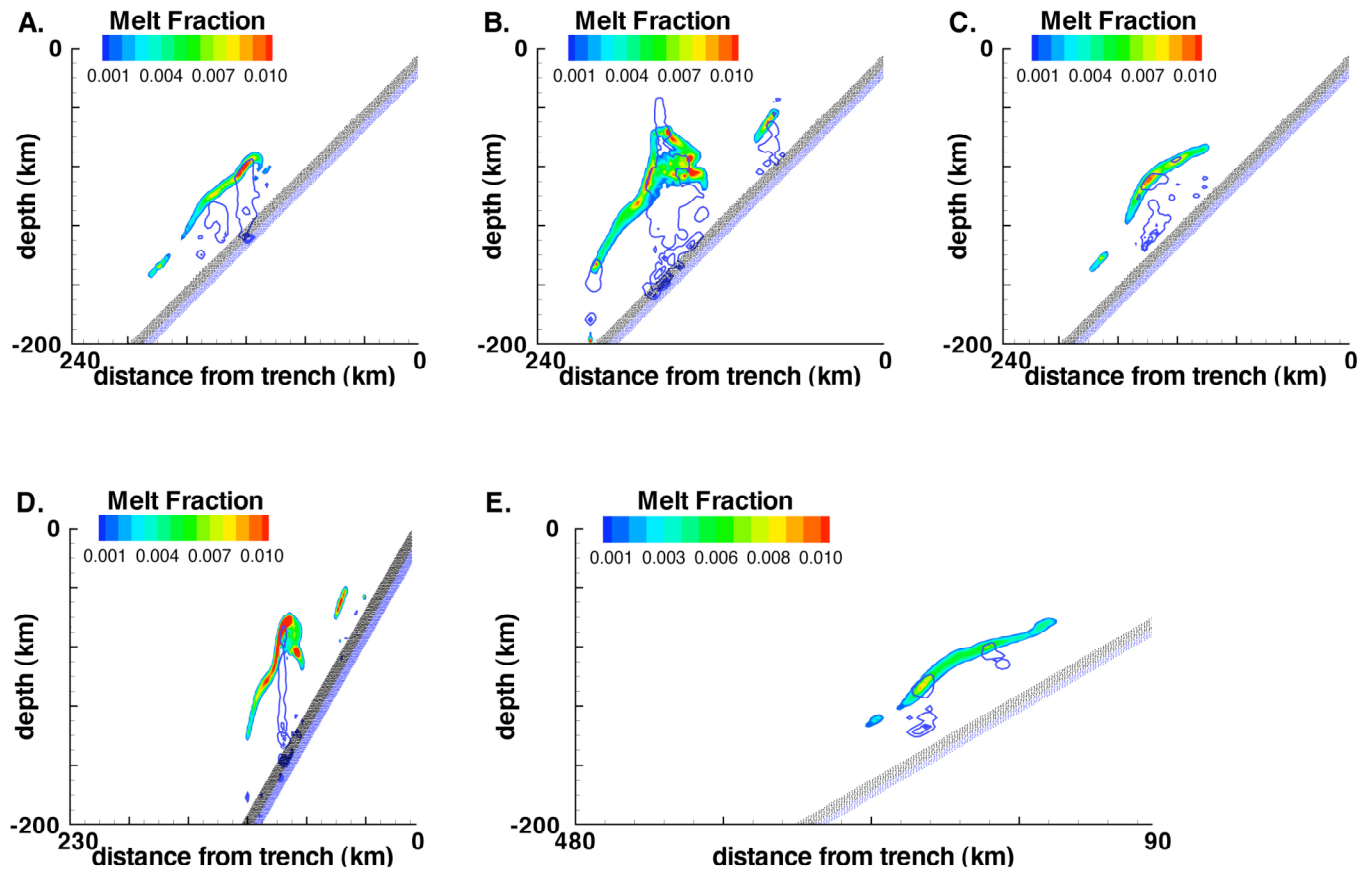 A.
Melt Fraction
0.001 0.004 0.007 0.010
0
depth (km)
-200
240
0
distance from trench (km)
B.
Melt Fraction
0.001 0.004 0.007 0.010
0
depth (km)
-200
240
0
distance from trench (km)
C.
Melt Fraction
0.001 0.004 0.007 0.010
0
depth (km)
-200
240
0
distance from trench (km)
D.
Melt Fraction
0.001 0.004 0.007 0.010
0
depth (km)
-200
230
0
distance from trench (km)
E.
Melt Fraction
0.001 0.003 0.006 0.008 0.010
0
depth (km)
-200
480
90
distance from trench (km)